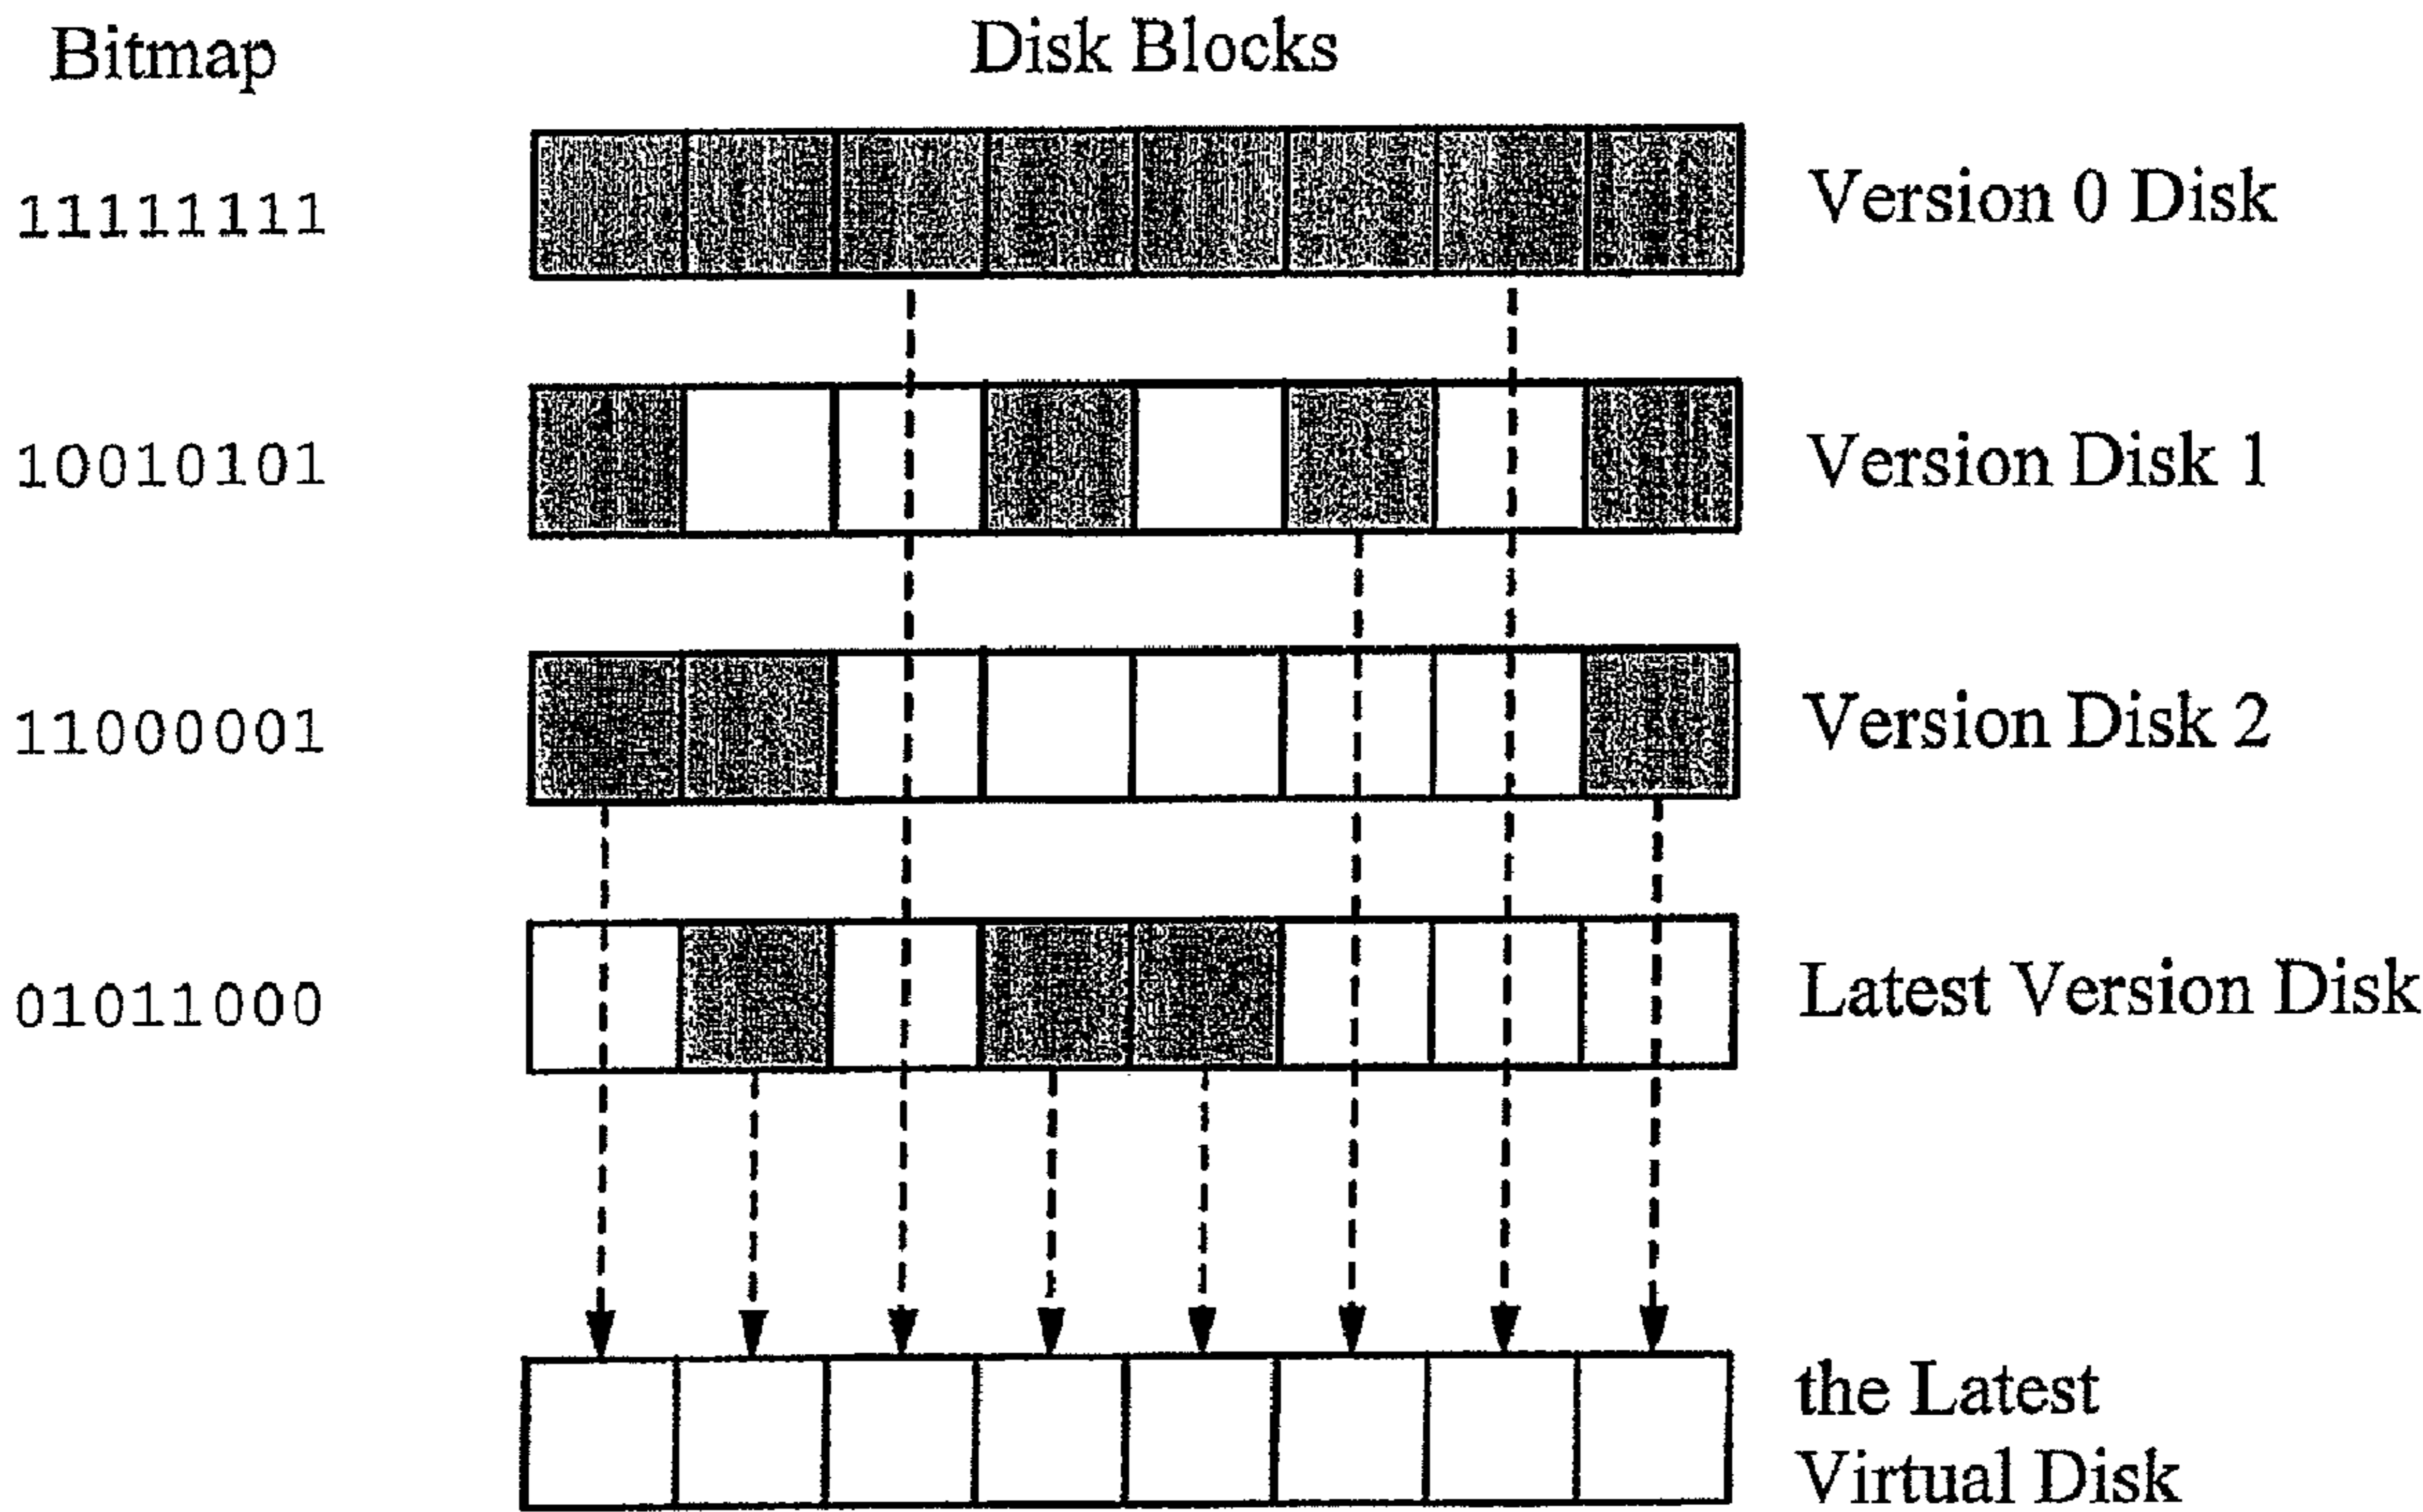 Bitmap
Disk Blocks
11111111
Version 0 Disk
10010101
Version Disk 1
11000001
Version Disk 2
01011000
Latest Version Disk
the Latest
Virtual Disk